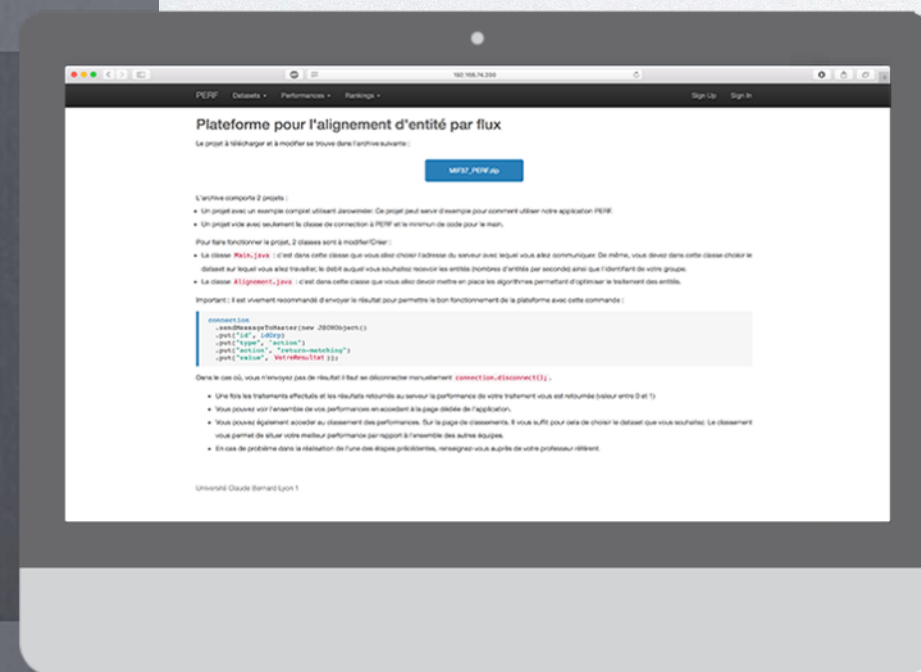 192.168.74.200
PERF Datasets Performances Rankings Sign Up Sign In
Plateforme pour l'alignement d'entité par flux
Le projet à télécharger et à modifier se trouve dans l'archive suivante :
MIF37_PERF.zip
L'archive comporte 2 projets :
Un projet avec un exemple complet utilisant Jarowinkler. Ce projet peut servir d'exemple pour comment utiliser notre application PERF.
Un projet vide avec seulement la classe de connection à PERF et le minimun de code pour le main.
Pour faire fonctionner le projet, 2 classes sont à modifier/Créer :
La classe Main.java : c'est dans cette classe que vous allez choisir l'adresse du serveur avec lequel vous allez communiquer. De même, vous devez dans cette classe choisir le
dataset sur lequel vous allez travailler, le debit auquel vous souhaitez recevoir les entités (nombres d'entités par secondes) ainsi que l'identifant de votre groupe.
La classe Alignement.java : c'est dans cette classe que vous allez devoir mettre en place les algorithmes permettant d'optimiser le traitement des entités.
Important : Il est vivement recommandé d'envoyer le résultat pour permettre le bon fonctionnement de la plateforme avec cette commande :
connection
.sendMessageToMaster(new JSONObject()
.put("id", idGrp)
.put("type", "action")
.put("action", "return-matching")
.put("value", VotreResultat ));
Dans le cas où, vous n'envoyez pas de résultat il faut se déconnecter manuellement connection.disconnect(); .
Une fois les traitements effectués et les résultats retournés au serveur la performance de votre traitement vous est retournée (valeur entre 0 et 1)
Vous pouvez voir l'ensemble de vos performances en accedant à la page dédiée de l'application.
Vous pouvez également acceder au classement des performances. Sur la page de classements. Il vous suffit pour cela de choisir le dataset que vous souhaitez. Le classement
vous permet de situer votre meilleur performance par rapport à l'ensemble des autres équipes.
En cas de problème dans la réalisation de l'une des étapes précédentes, renseignez-vous auprès de votre professeur référent.
Université Claude Bernard Lyon 1